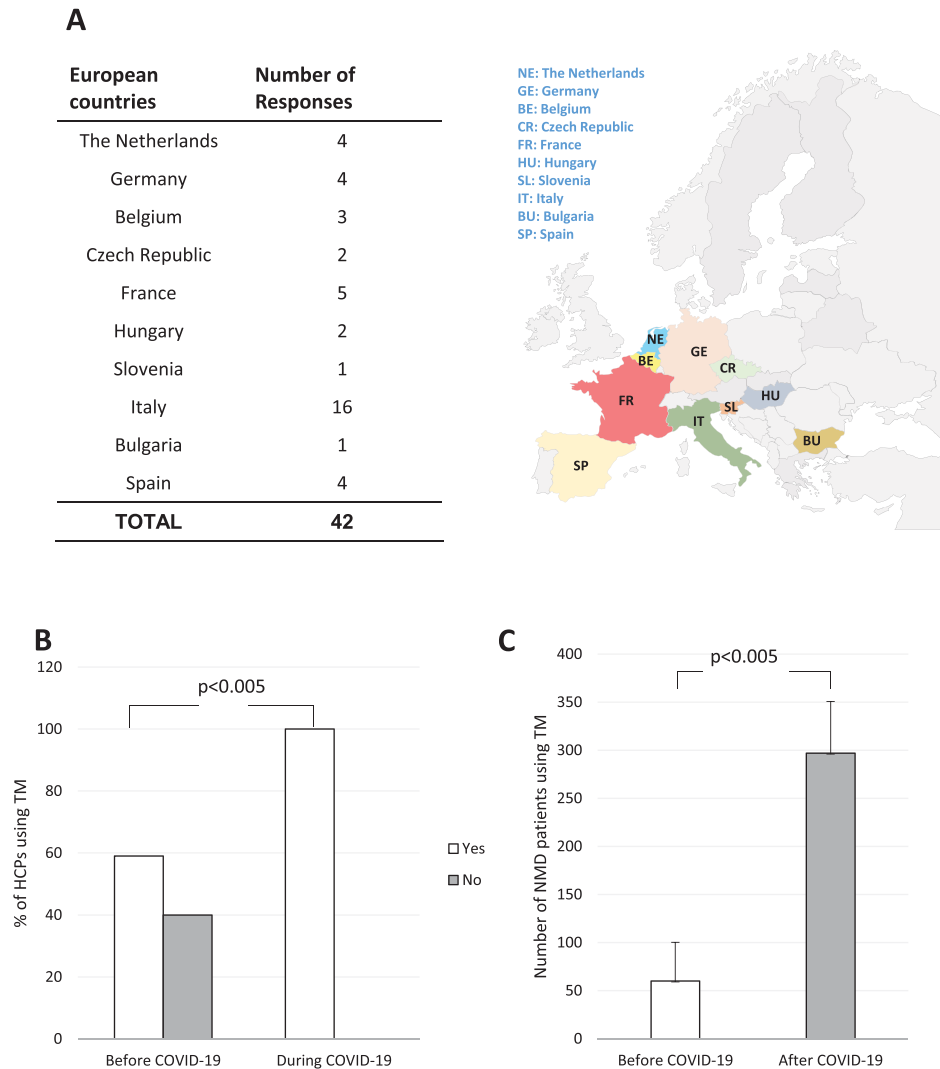 A
European countries
Number of Responses
The Netherlands 4
Germany 4
Belgium 3
Czech Republic 2
France 5
Hungary 2
Slovenia 1
Italy 16
Bulgaria 1
Spain 4
TOTAL 42
NE: The Netherlands
GE: Germany
BE: Belgium
CR: Czech Republic
FR: France
HU: Hungary
SL: Slovenia
IT: Italy
BU: Bulgaria
SP: Spain
NE
GE
BE
CR
FR
HU
SL
IT
BU
SP
B
120
100
80
60
40
20
0
% of HCPs using TM
p<0.005
Before COVID-19
During COVID-19
Yes
No
C
400
350
300
250
200
150
100
50
0
Number of NMD patients using TM
p<0.005
Before COVID-19
After COVID-19